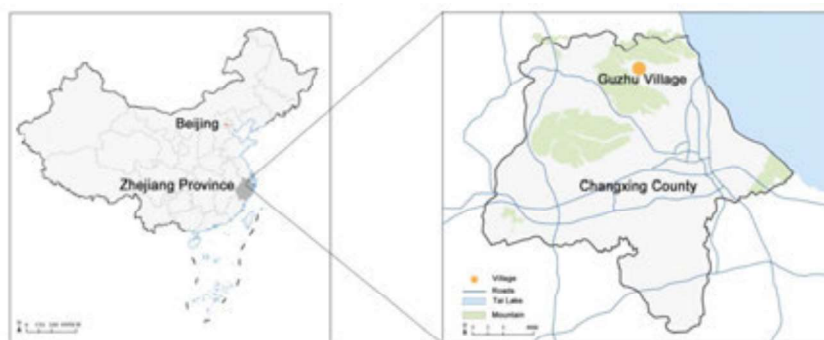 Beijing
Zhejiang Province
Guzhu Village
Changxing County
Village
Roads
Tai Lake
Mountain